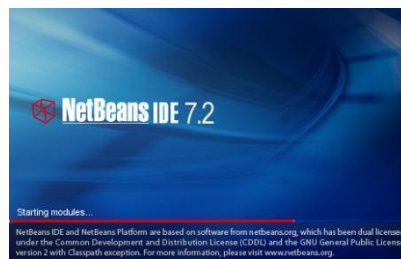 NetBeans IDE 7.2
Starting modules...
NetBeans IDE and NetBeans Platform are based on software from netbeans.org, which has been dual license
under the Common Development and Distribution License (CDDL) and the GNU General Public Licens
version 2 with Classpath exception. For more information, please visit www.netbeans.org.